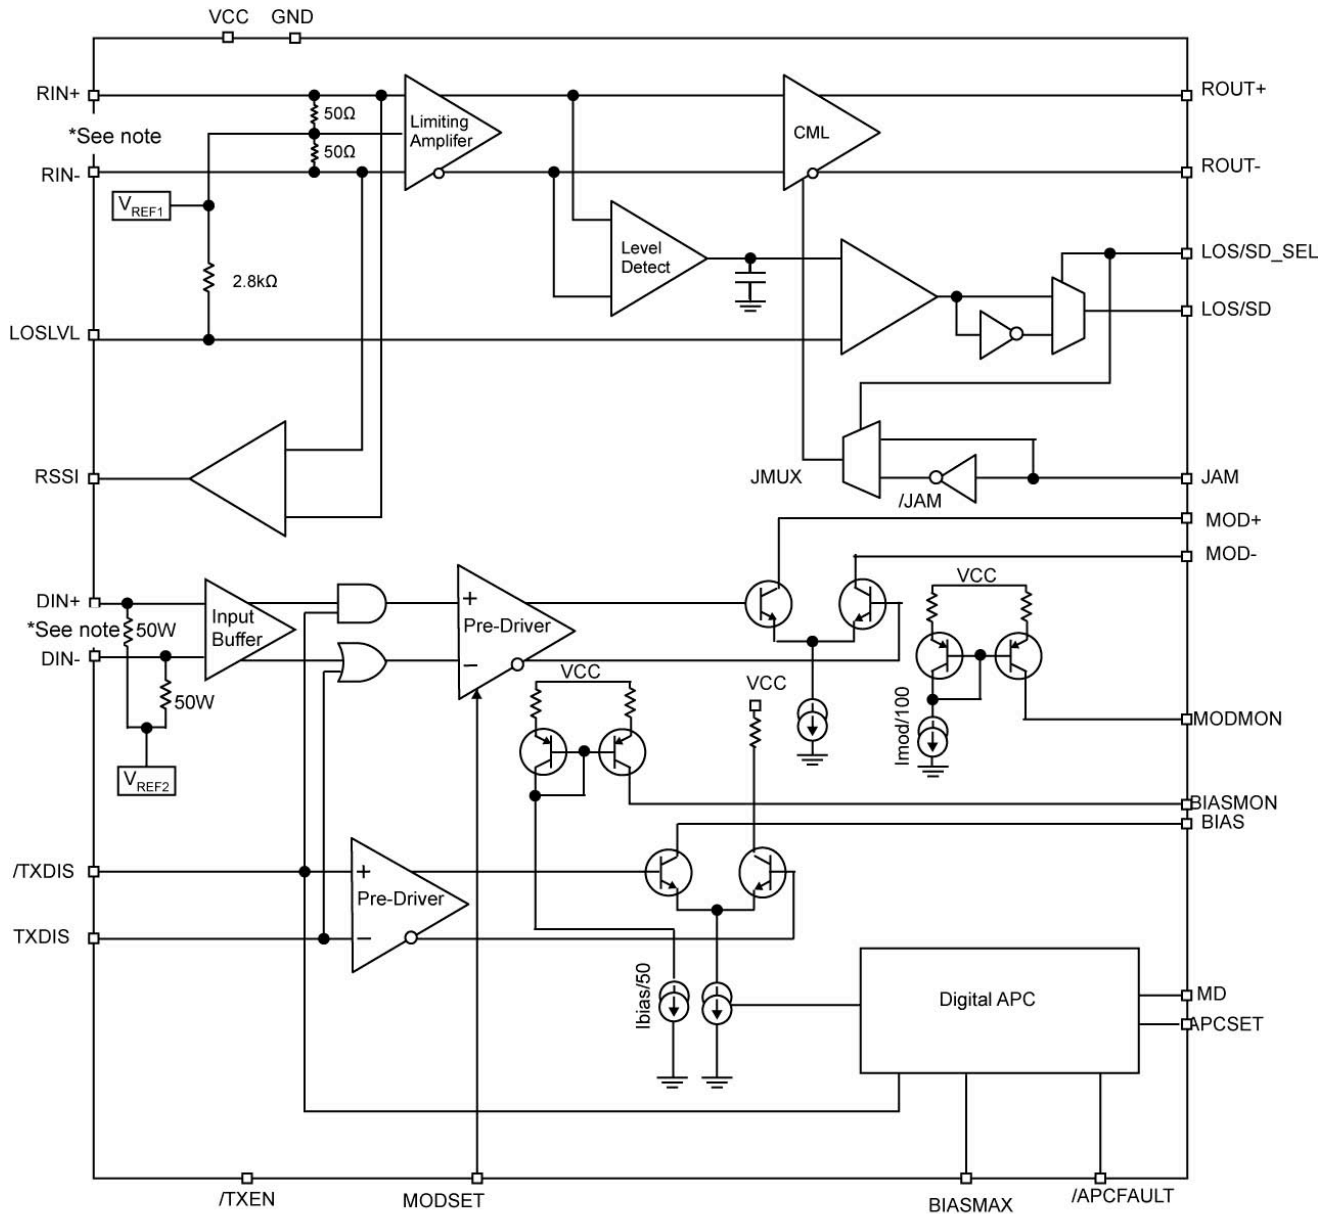 VCC GND
RIN+
ROUT+
50Ω
Limiting
Amplifer
CML
*See note
50Ω
RIN-
ROUT-
VREF1
Level
Detect
LOS/SD_SEL
2.8kΩ
LOS/SD
LOSLVL
RSSI
JMUX
/JAM
JAM
MOD+
MOD-
VCC
DIN+
*See note
50W
Input
Buffer
+
Pre-Driver
−
DIN-
50W
VCC
VCC
Imod/100
MODMON
VREF2
BIASMON
BIAS
/TXDIS
+
Pre-Driver
−
TXDIS
Ibias/50
Digital APC
MD
APCSET
/TXEN
MODSET
BIASMAX
/APCFAULT